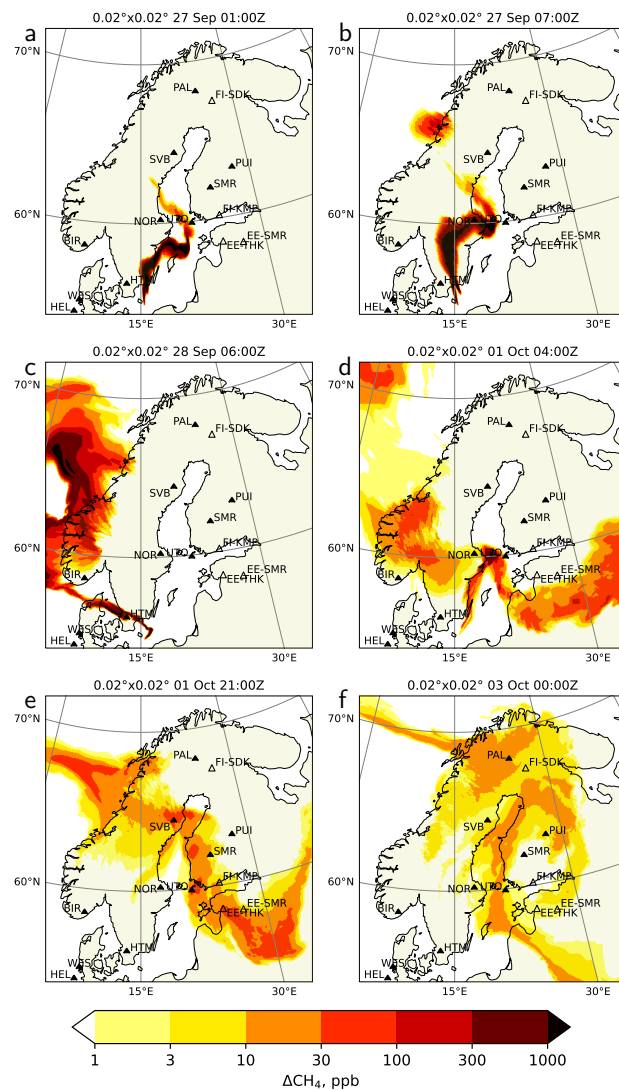 a 0.02°x0.02° 27 Sep 01:00Z
70°N
PAL
FI-SDK
SVB
PUI
SMR
60°N
NOR UTO FI-KMP
BIR
EE-SMR
EETHK
HTM
WES
HEL
15°E 30°E
b 0.02°x0.02° 27 Sep 07:00Z
70°N
PAL
FI-SDK
SVB
PUI
SMR
60°N
NOR UTO FI-KMP
BIR
EE-SMR
EETHK
HTM
WES
HEL
15°E 30°E
c 0.02°x0.02° 28 Sep 06:00Z
70°N
PAL
FI-SDK
SVB
PUI
SMR
60°N
NOR UTO FI-KMP
BIR
EE-SMR
EETHK
HTM
WES
HEL
15°E 30°E
d 0.02°x0.02° 01 Oct 04:00Z
70°N
PAL
FI-SDK
SVB
PUI
SMR
60°N
NOR UTO FI-KMP
BIR
EE-SMR
EETHK
HTM
WES
HEL
15°E 30°E
e 0.02°x0.02° 01 Oct 21:00Z
70°N
PAL
FI-SDK
SVB
PUI
SMR
60°N
NOR UTO FI-KMP
BIR
EE-SMR
EETHK
HTM
WES
HEL
15°E 30°E
f 0.02°x0.02° 03 Oct 00:00Z
70°N
PAL
FI-SDK
SVB
PUI
SMR
60°N
NOR UTO FI-KMP
BIR
EE-SMR
EETHK
HTM
WES
HEL
15°E 30°E
1 3 10 30 100 300 1000
ΔCH₄, ppb